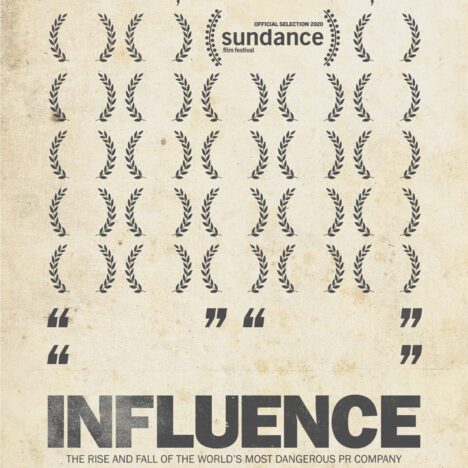 OFFICIAL SELECTION 2020
sundance
film festival
“ ” “ ”
“ ”
INFLUENCE
THE RISE AND FALL OF THE WORLD'S MOST DANGEROUS PR COMPANY